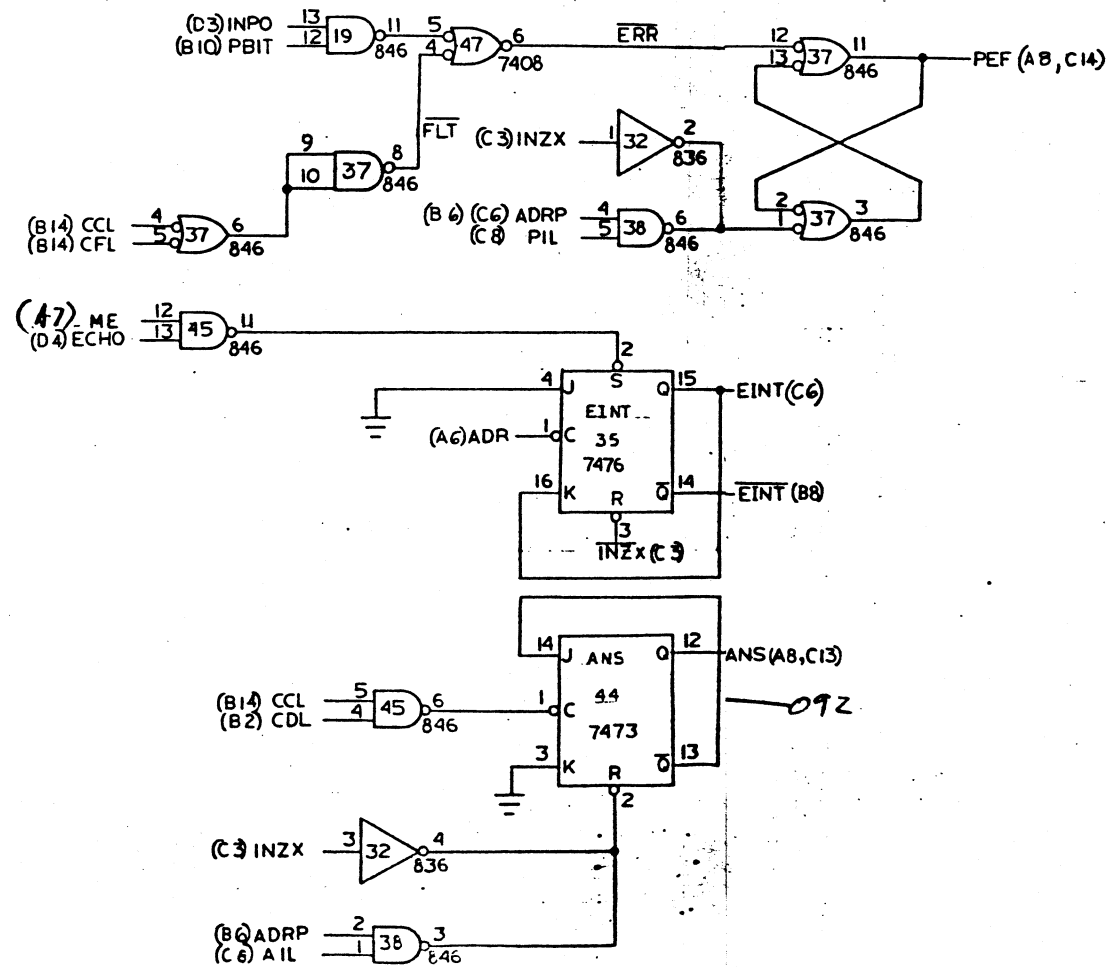 (D3) INPO 13
(B10) PBIT 12
19
11
846
5
4
47
6
7408
ERR
12
13
37
11
846
PEF (A8, C14)
FLT
(C3) INZX 1
32
2
836
9
10
37
8
846
(B14) CCL 4
(B14) CFL 5
37
6
846
(B6) (C6) ADRP 4
(C8) PIL 5
38
6
846
2
1
37
3
846
(A7) ME 12
(D4) ECHO 13
45
11
846
2
S
4 J
Q 15
EINT (C6)
EINT
(A6) ADR 1 C
35
7476
16 K
Q 14
EINT (B8)
R
3
INZX (C3)
14 J
ANS
Q 12
ANS (A8, C13)
(B14) CCL 5
(B2) CDL 4
45
6
846
1 C
44
7473
092
3 K
Q 13
R
2
(C3) INZX 3
32
4
836
(B6) ADRP 2
(C6) AIL 1
38
3
846